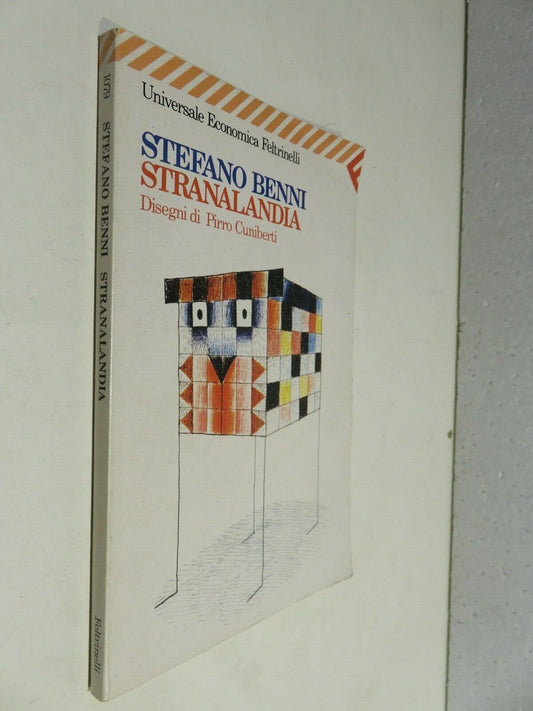 Universale Economica Feltrinelli
STEFANO BENNI
STRANALANDIA
Disegni di Pirro Cuniberti
1079 STEFANO BENNI STRANALANDIA
Feltrinelli